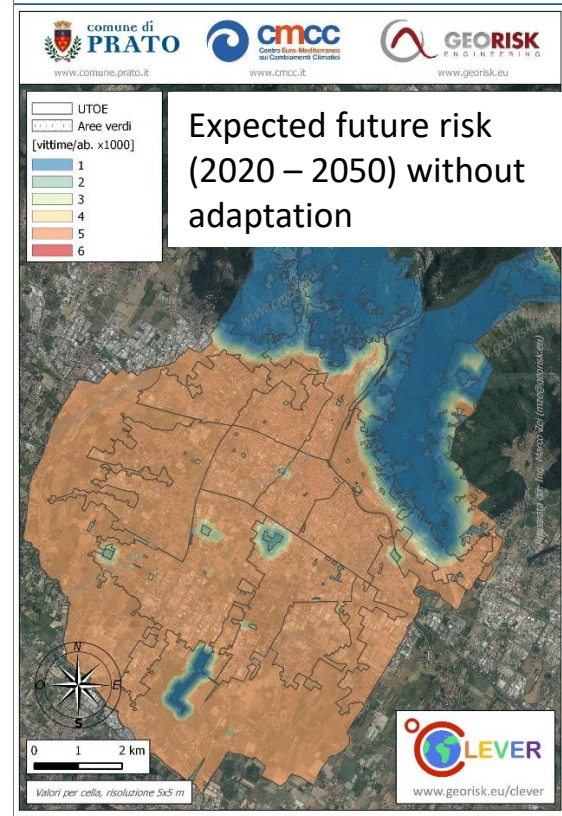 comune di
PRATO
www.comune.prato.it
cmcc
Centro Euro-Mediterraneo
sui Cambiamenti Climatici
www.cmcc.it
GEORISK
ENGINEERING
www.georisk.eu
UTOE
Aree verdi
[vittime/ab. x1000]
1
2
3
4
5
6
Expected future risk
(2020 – 2050) without
adaptation
N
O
E
S
0 1 2 km
Valori per cella, risoluzione 5x5 m
CLEVER
www.georisk.eu/clever